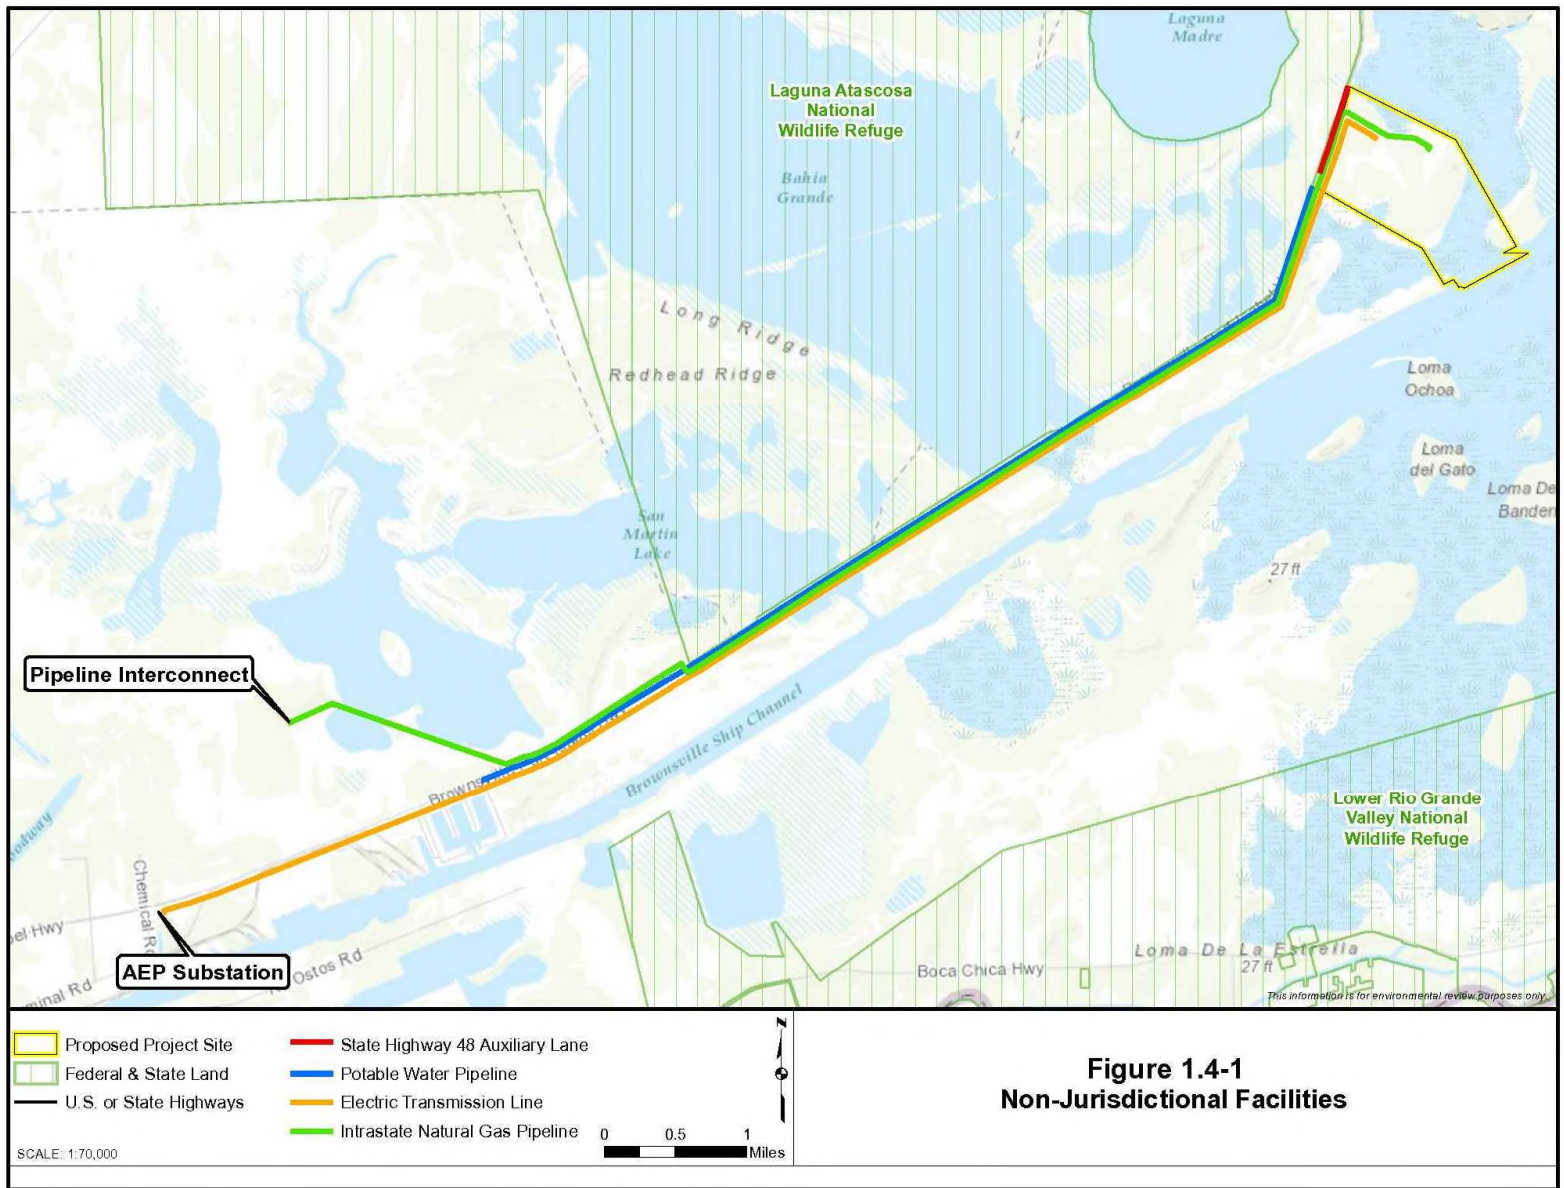 Laguna
Madre
Laguna Atascosa
National
Wildlife Refuge
Bahia
Grande
Long Ridge
Redhead Ridge
Loma
Ochoa
Loma
del Gato
Loma De
Bander
San
Martin
Lake
27 ft
Pipeline Interconnect
Brownsville Ship Channel
Lower Rio Grande
Valley National
Wildlife Refuge
Chemical Rd
AEP Substation
Ostos Rd
Boca Chica Hwy
Loma De La Estrella
27 ft
This information is for environmental review purposes only.
Proposed Project Site
Federal & State Land
U.S. or State Highways
SCALE: 1:70,000
State Highway 48 Auxiliary Lane
Potable Water Pipeline
Electric Transmission Line
Intrastate Natural Gas Pipeline
N
0 0.5 1
Miles
Figure 1.4-1
Non-Jurisdictional Facilities